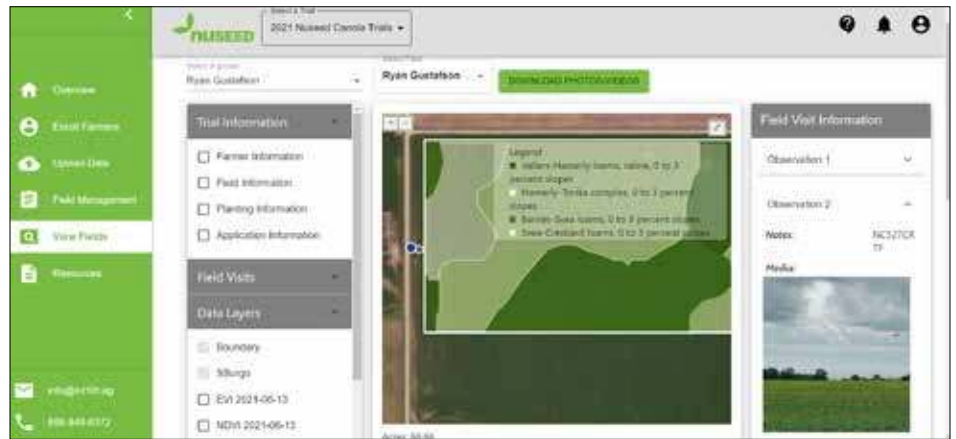 nuseed
Select a Trial
2021 Nuseed Canola Trials
Ryan Gustafson
Ryan Gustafson
DOWNLOAD PHOTOS/VIDEOS
Overview
Enroll Farmers
Upload Data
Field Management
View Fields
Resources
Trial Information
Farmer Information
Field Information
Planting Information
Application Information
Field Visits
Data Layers
Boundary
SSurgo
EVI 2021-06-13
NDVI 2021-06-13
Legend
Vallers-Hamerly loams, saline, 0 to 3
percent slopes
Hamerly-Tonka complex, 0 to 3 percent
slopes
Barnes-Svea loams, 0 to 3 percent slopes
Svea-Cresbard loams, 0 to 3 percent slopes
Field Visit Information
Observation 1
Observation 2
Notes:
NC527CR
Media: